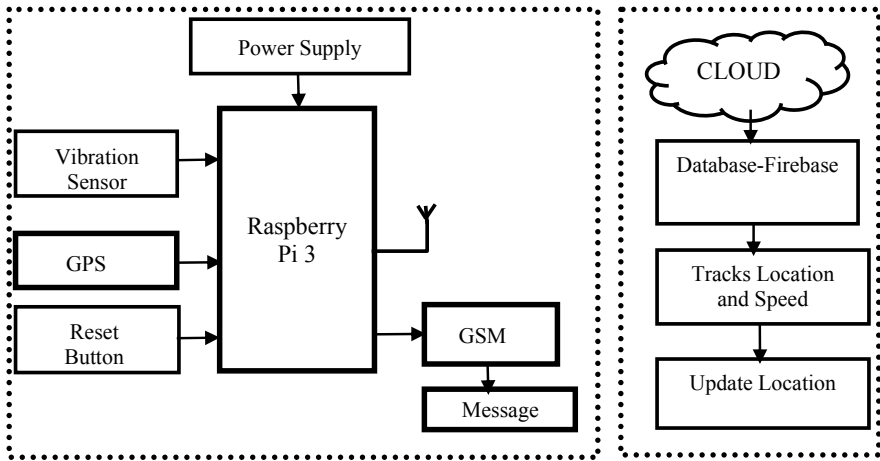 Power Supply
Vibration
Sensor
GPS
Reset
Button
Raspberry
Pi 3
GSM
Message
CLOUD
Database-Firebase
Tracks Location
and Speed
Update Location